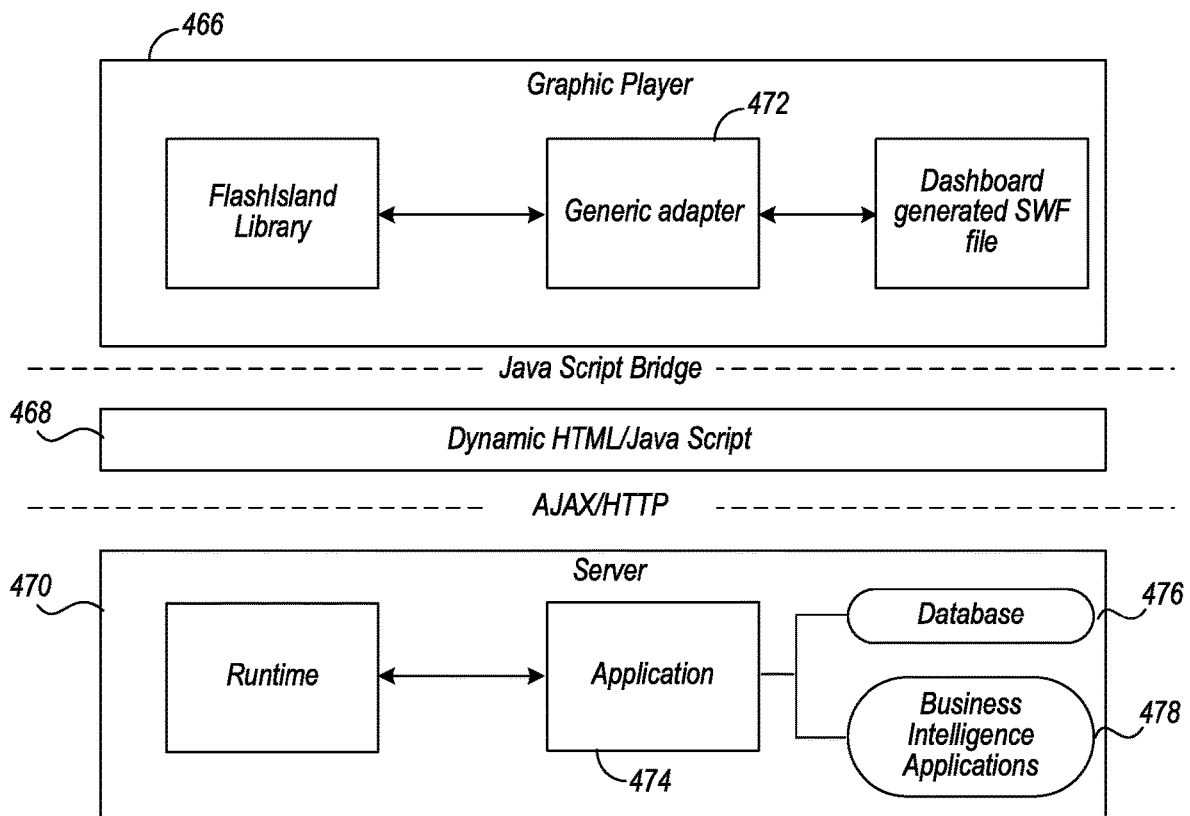 466
Graphic Player
472
FlashIsland
Library
Generic adapter
Dashboard
generated SWF
file
Java Script Bridge
468
Dynamic HTML/Java Script
AJAX/HTTP
470
Server
Runtime
Application
474
Database
476
Business
Intelligence
Applications
478